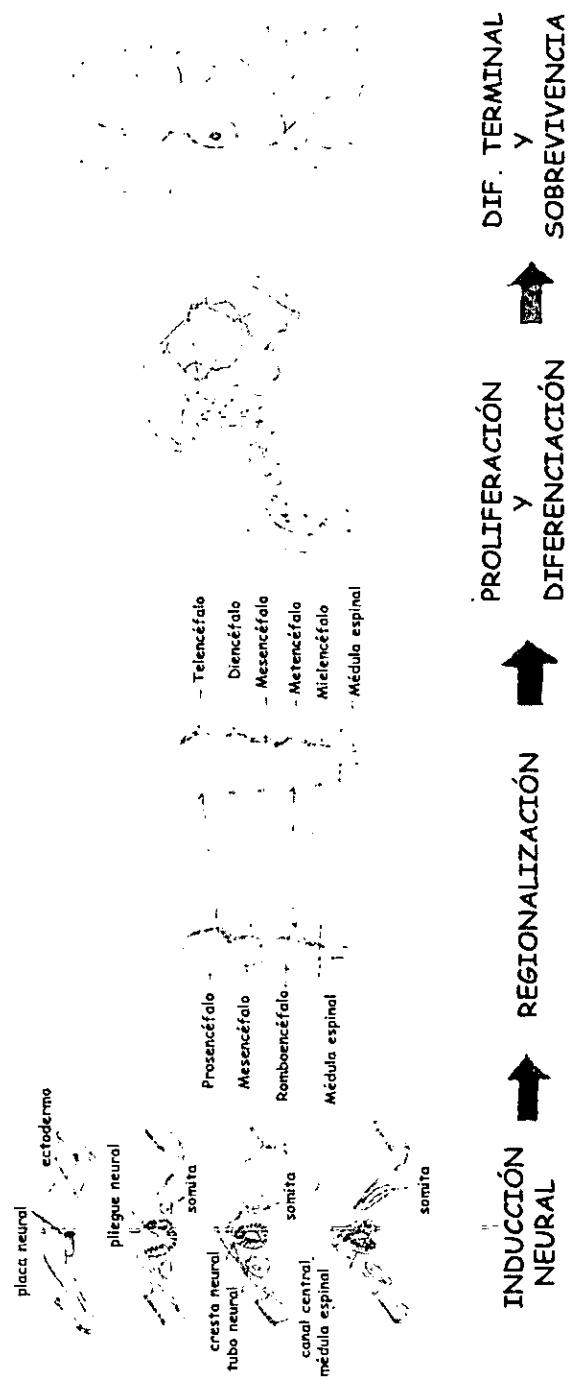 placa neural
ectodermo
pliegue neural
somita
cresta neural
tubo neural
somita
canal central
médula espinal
somita
Prosencéfalo
Mesencéfalo
Romboencéfalo
Médula espinal
Telencéfalo
Diencéfalo
Mesencéfalo
Metencéfalo
Mielencéfalo
Médula espinal
INDUCCIÓN
NEURAL
REGIONALIZACIÓN
PROLIFERACIÓN
Y
DIFERENCIACIÓN
DIF. TERMINAL
Y
SOBREVIVENCIA